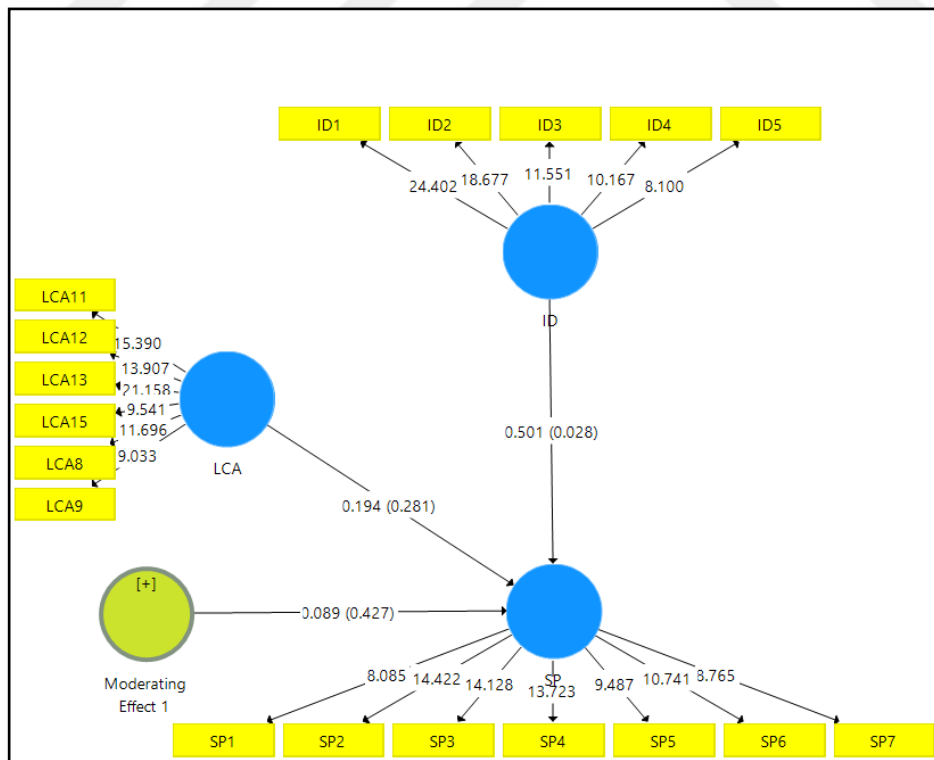 ID1 ID2 ID3 ID4 ID5
24.402 18.677 11.551 10.167 8.100
ID
LCA11
LCA12
LCA13
LCA15
LCA8
LCA9
15.390
13.907
21.158
9.541
11.696
9.033
LCA
0.501 (0.028)
0.194 (0.281)
[+]
0.089 (0.427)
Moderating
Effect 1
SP
8.085 14.422 14.128 13.723 9.487 10.741 8.765
SP1 SP2 SP3 SP4 SP5 SP6 SP7